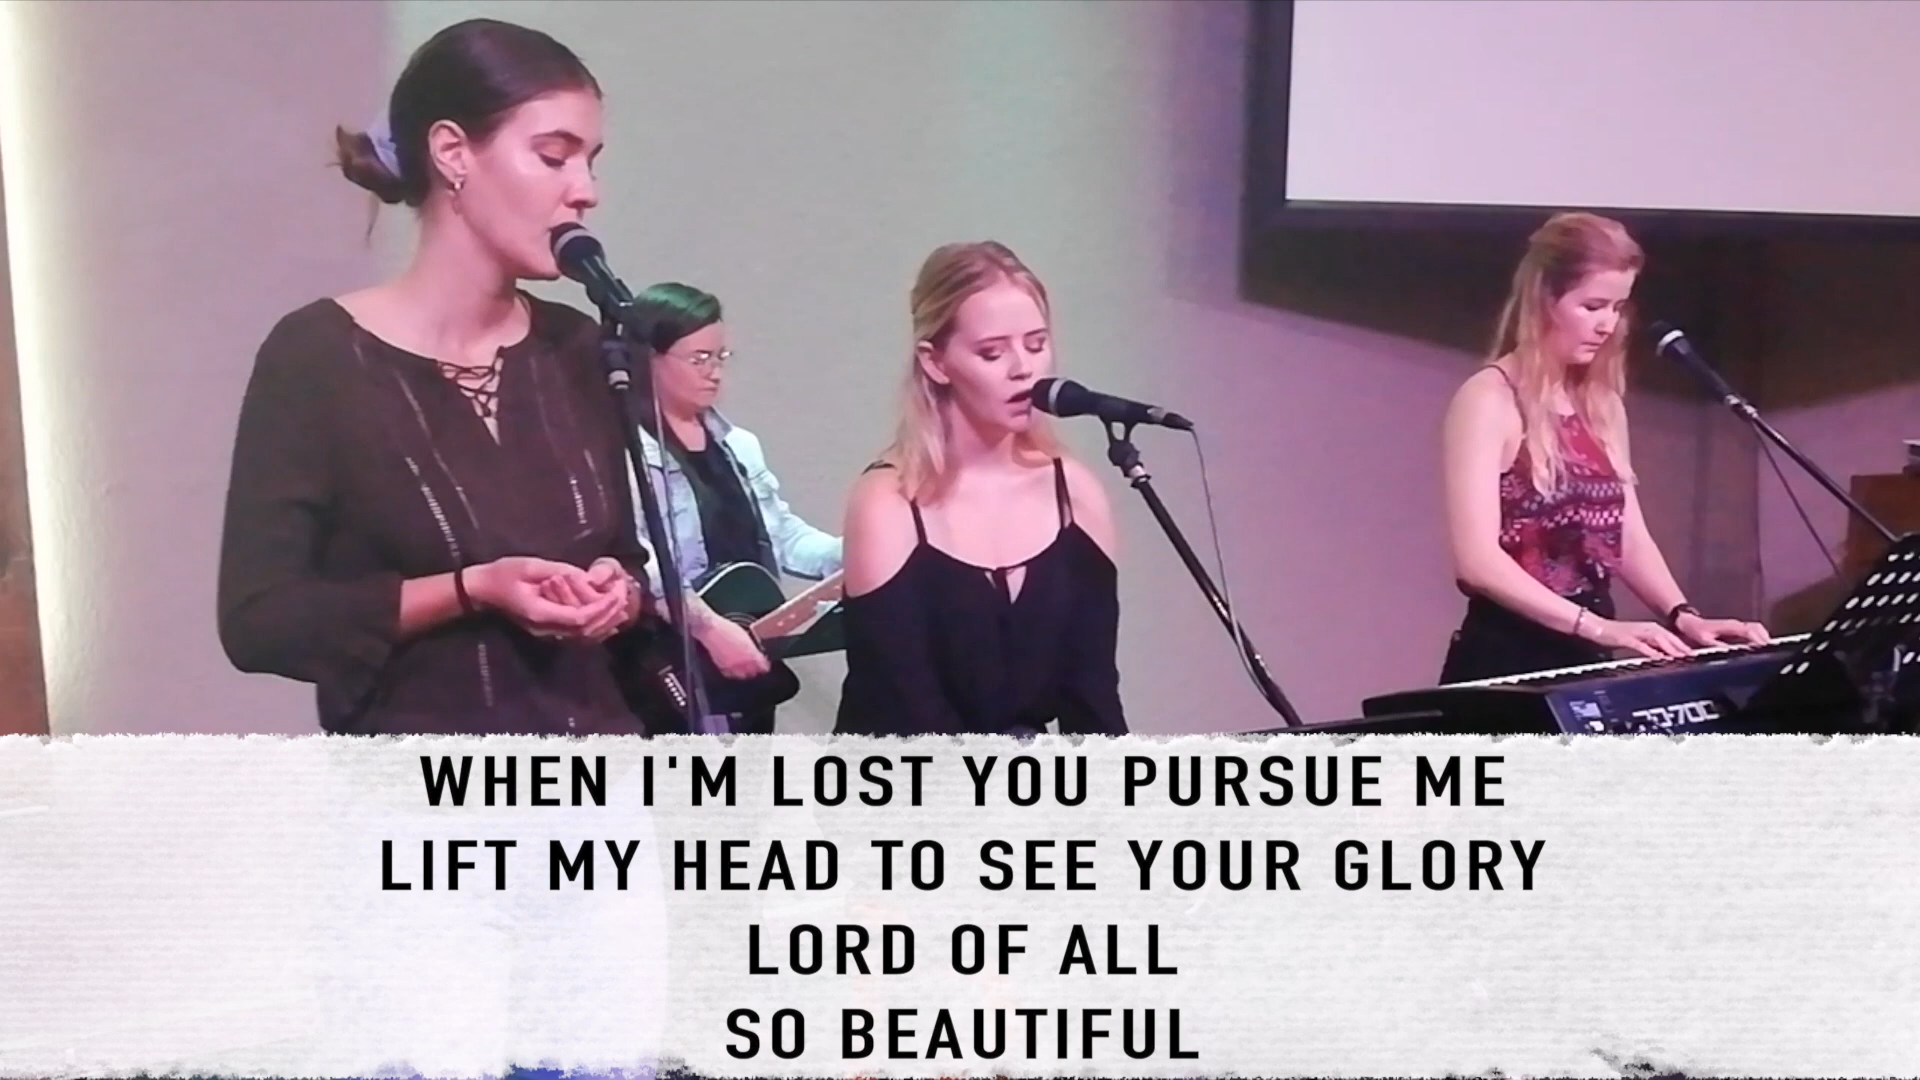 WHEN I'M LOST YOU PURSUE ME
LIFT MY HEAD TO SEE YOUR GLORY
LORD OF ALL
SO BEAUTIFUL